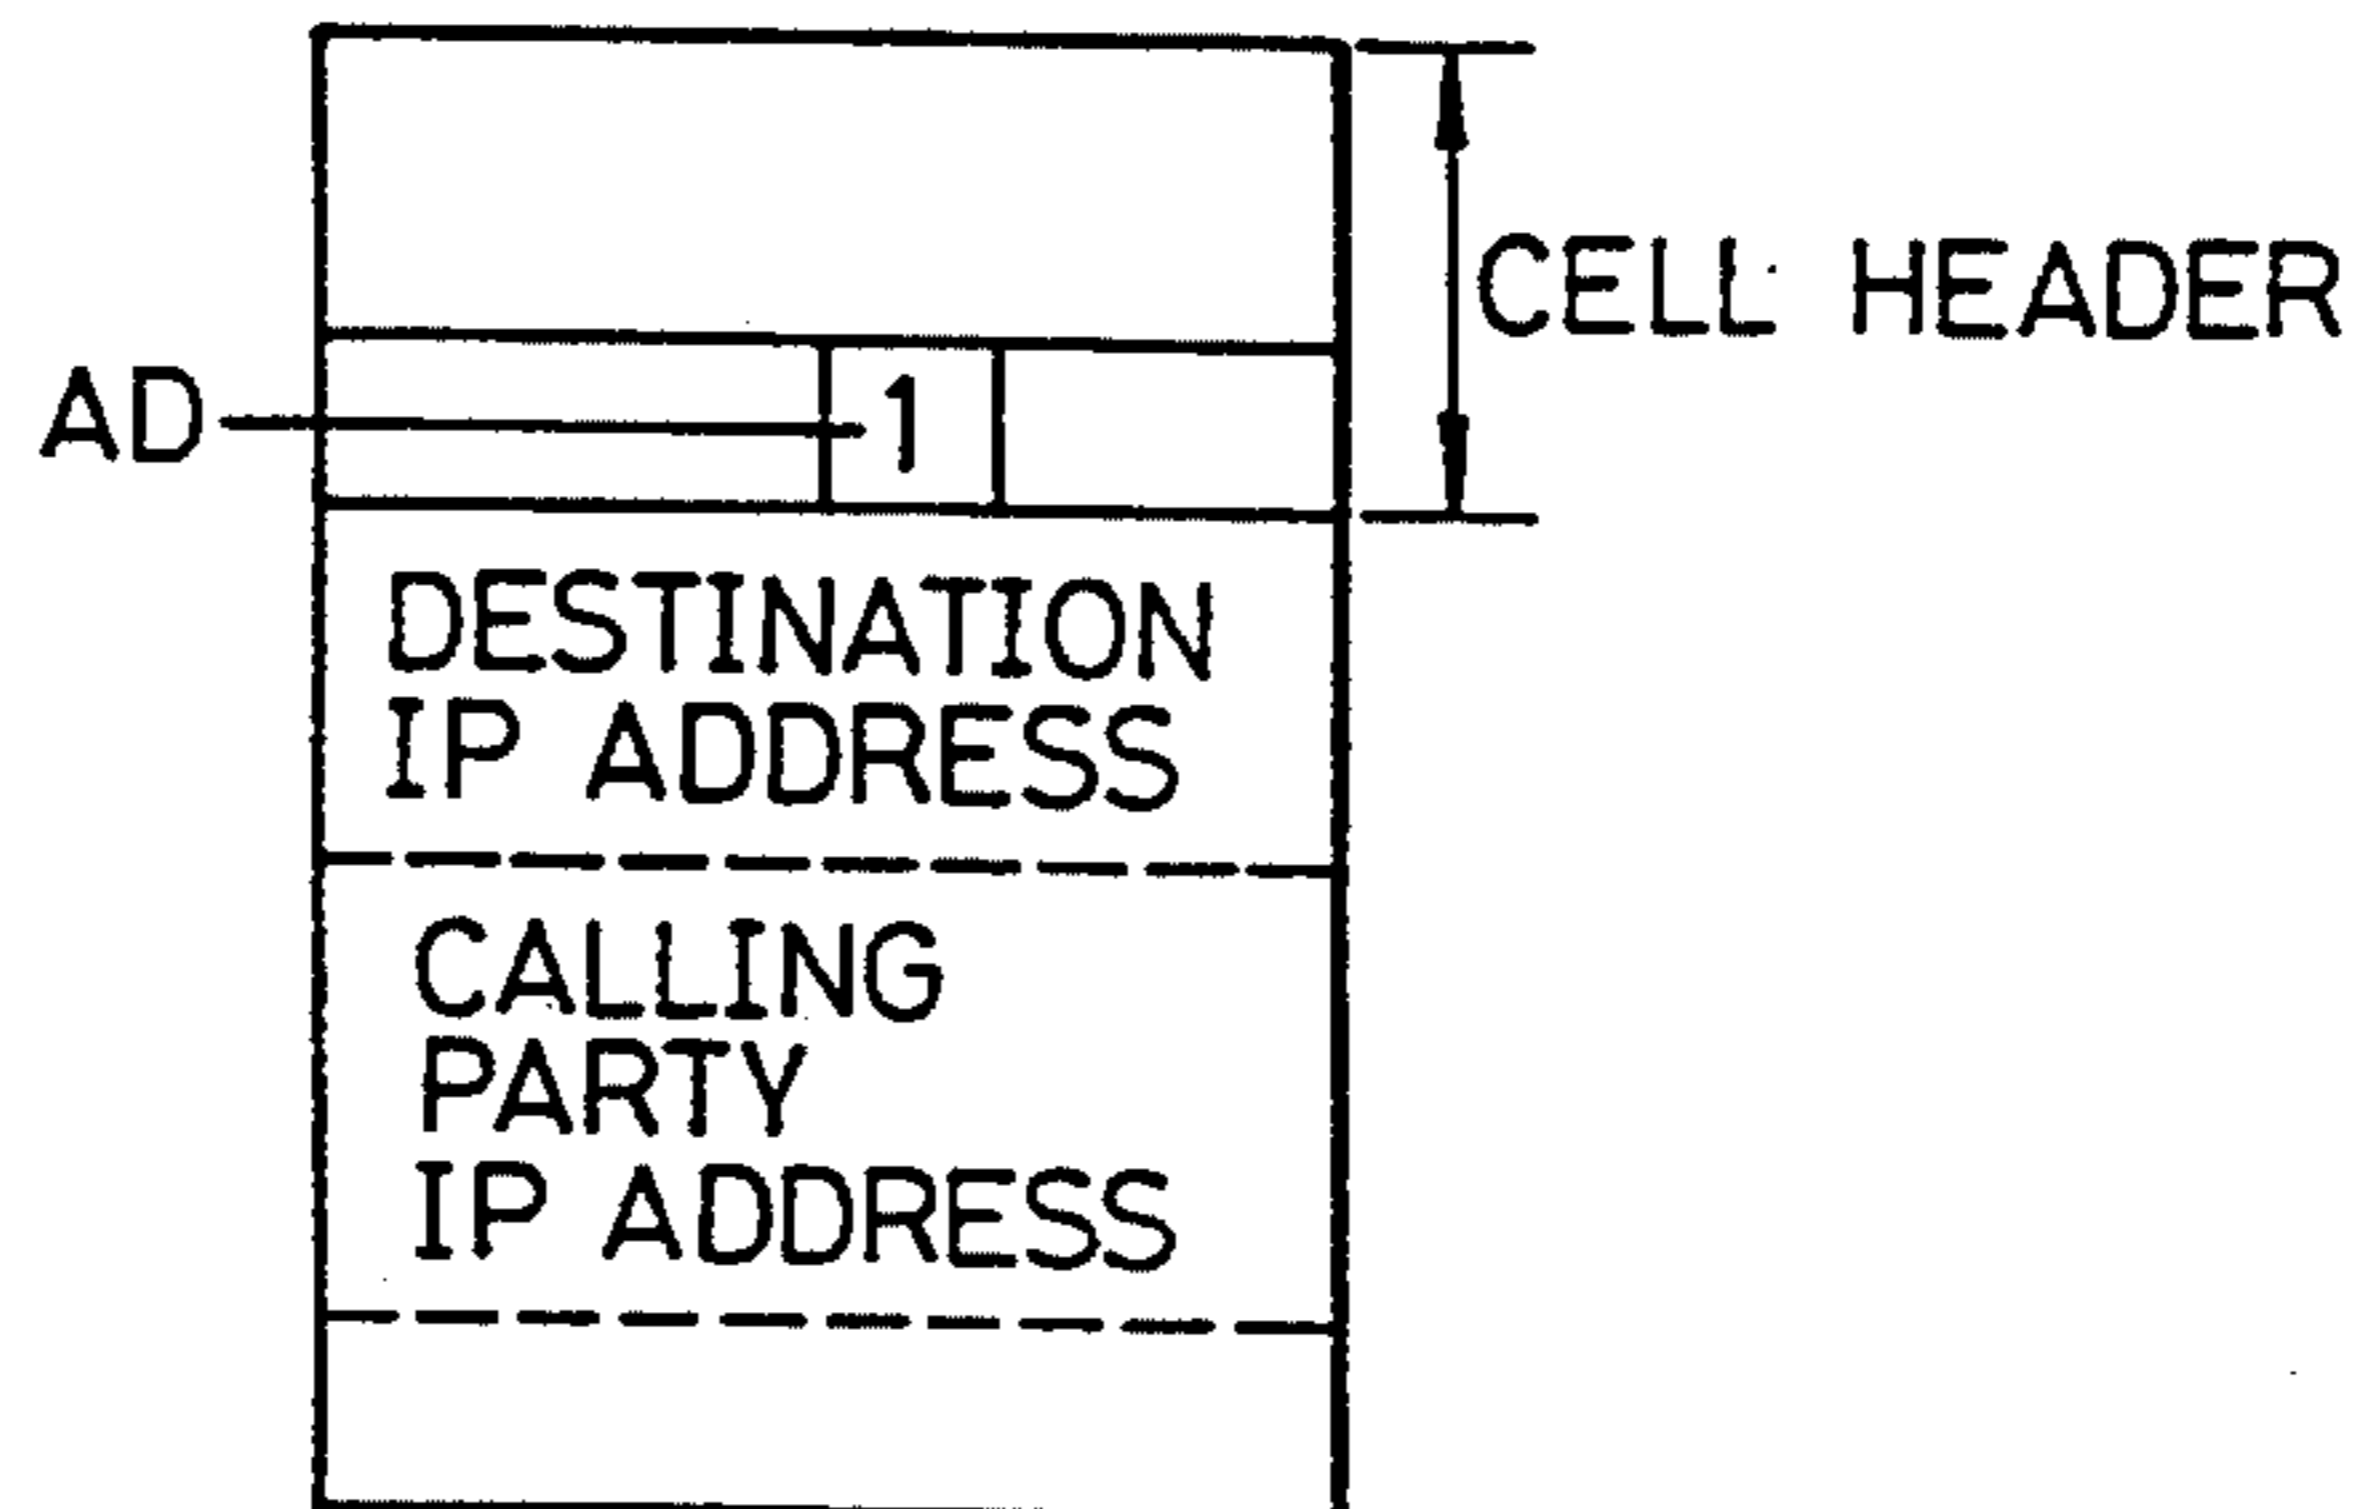 CELL HEADER
AD
1
DESTINATION
IP ADDRESS
CALLING
PARTY
IP ADDRESS